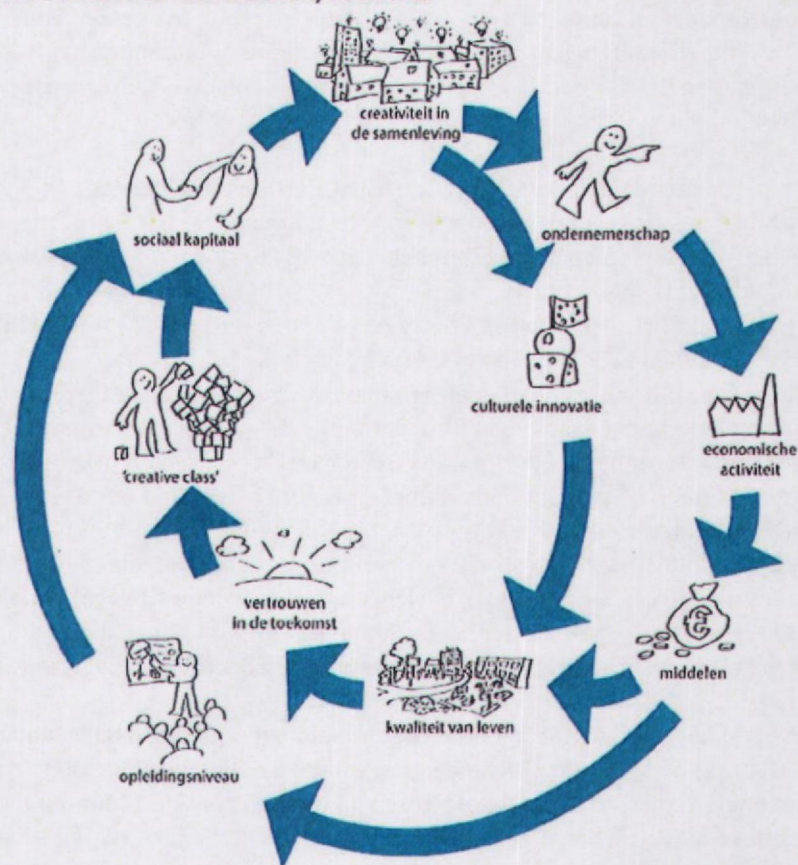 creativiteit in
de samenleving
sociaal kapitaal
ondernemerschap
culturele innovatie
economische
activiteit
'creative class'
vertrouwen
in de toekomst
€
middelen
kwaliteit van leven
opleidingsniveau